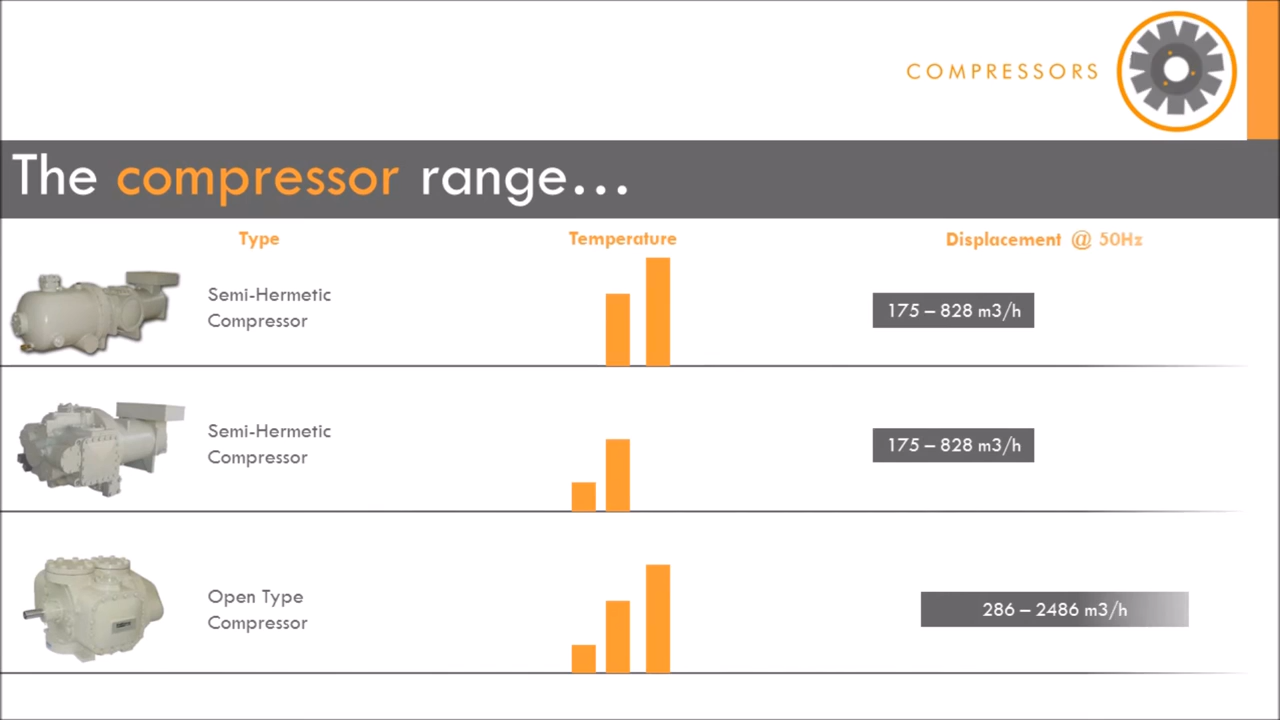 COMPRESSORS
The compressor range...
Type
Temperature
Displacement @ 50Hz
Semi-Hermetic
Compressor
175 – 828 m3/h
Semi-Hermetic
Compressor
175 – 828 m3/h
Open Type
Compressor
286 – 2486 m3/h